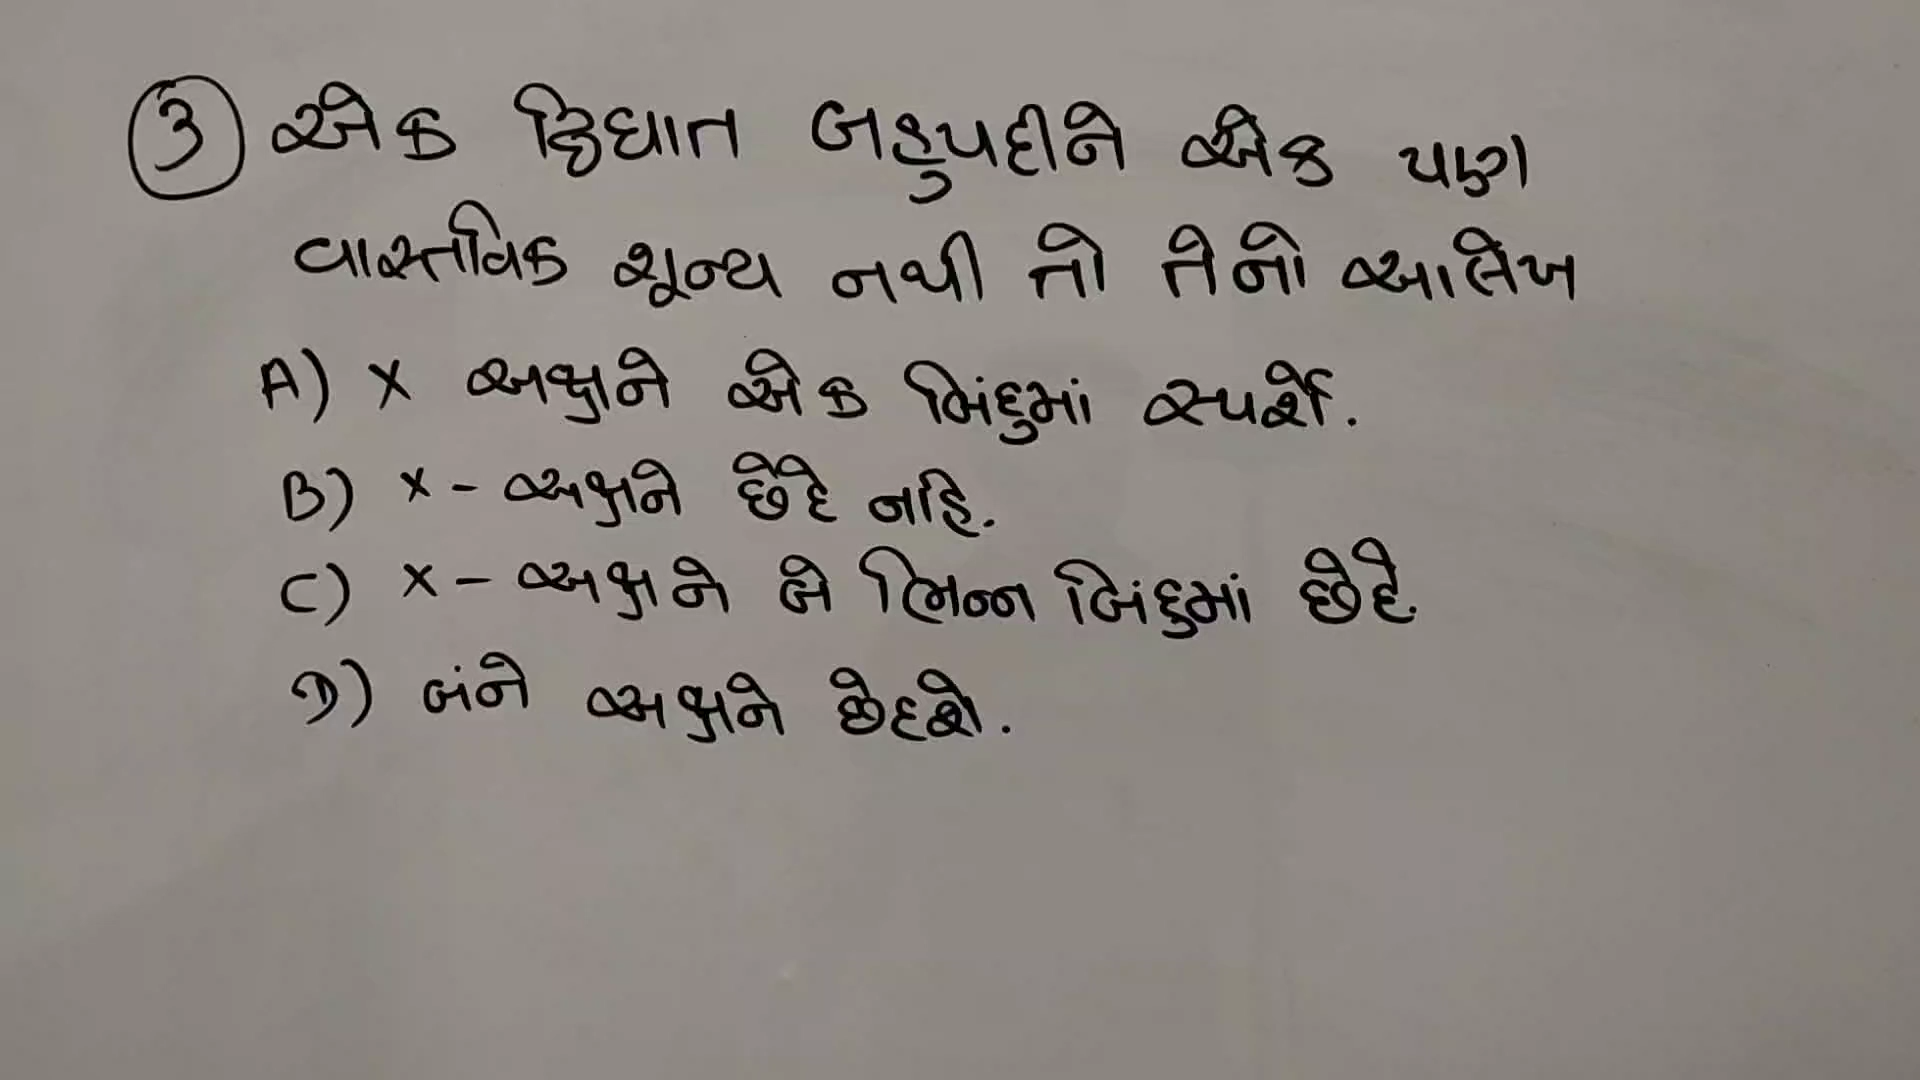 ૩ એક દ્વિઘાત બહુપદીને એક પણ
વાસ્તવિક શૂન્ય નથી તો તેનો આલેખ
A) X અક્ષને એક બિંદુમાં સ્પર્શે.
B) X - અક્ષને છેદે નહિ.
C) X - અક્ષને બે ભિન્ન બિંદુમાં છેદે.
D) બંને અક્ષને છેદશે.